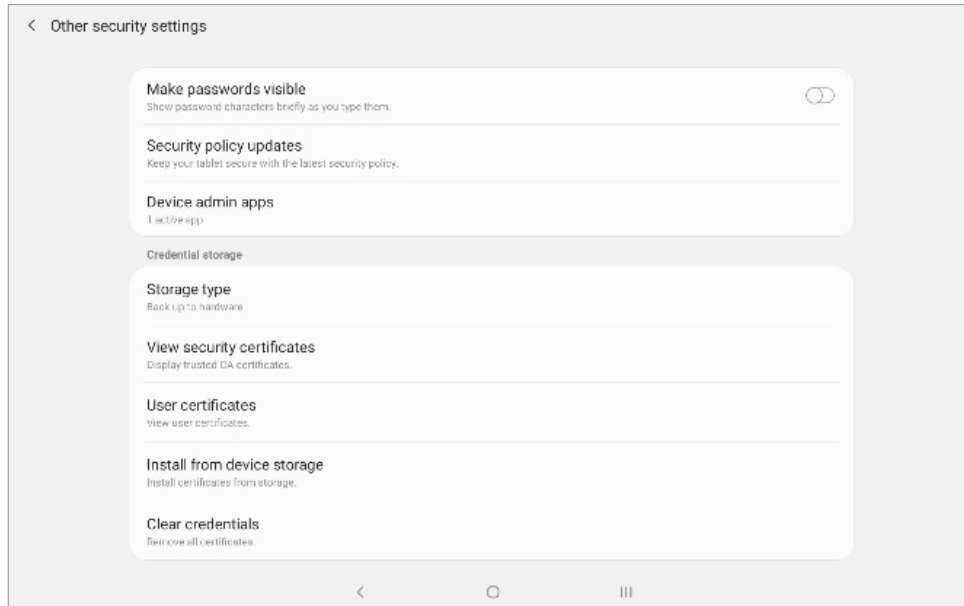 Other security settings
Make passwords visible
Show password characters briefly as you type them.
Security policy updates
Keep your tablet secure with the latest security policy.
Device admin apps
1 active app
Credential storage
Storage type
Back up to hardware
View security certificates
Display trusted CA certificates.
User certificates
View user certificates.
Install from device storage
Install certificates from storage.
Clear credentials
Remove all certificates.